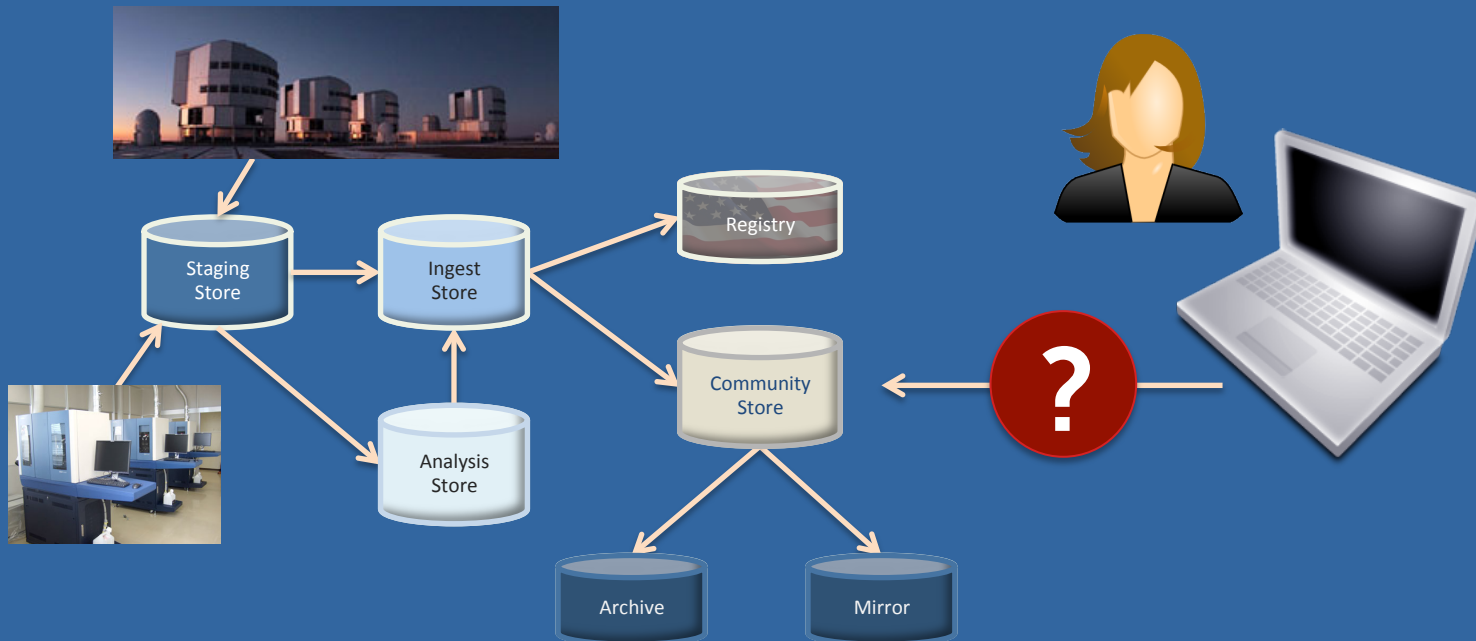 Registry
Staging
Store
Ingest
Store
Community
Store
?
Analysis
Store
Archive
Mirror